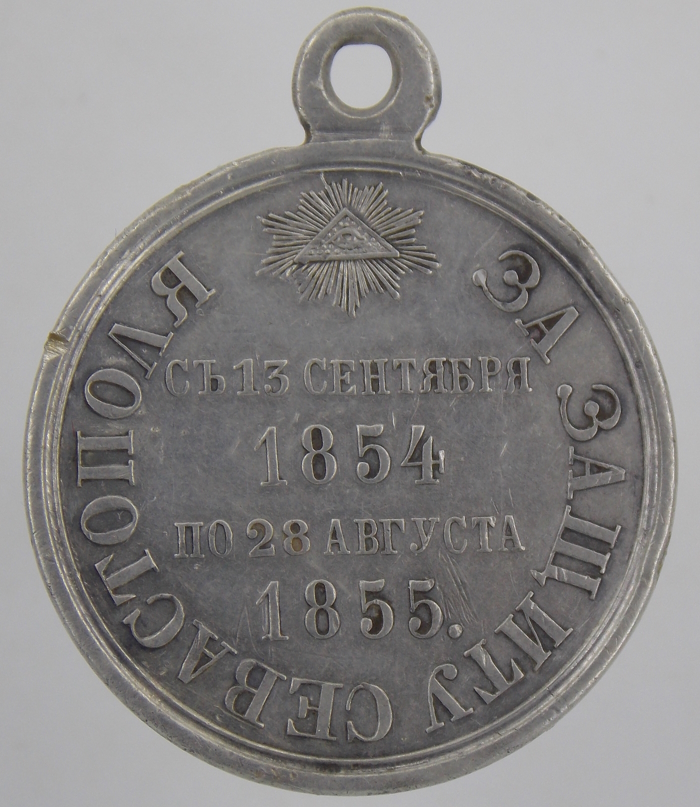 ЗА ЗАЩИТУ СЕВАСТОПОЛЯ
СЪ 13 СЕНТЯБРЯ
1854
ПО 28 АВГУСТА
1855.